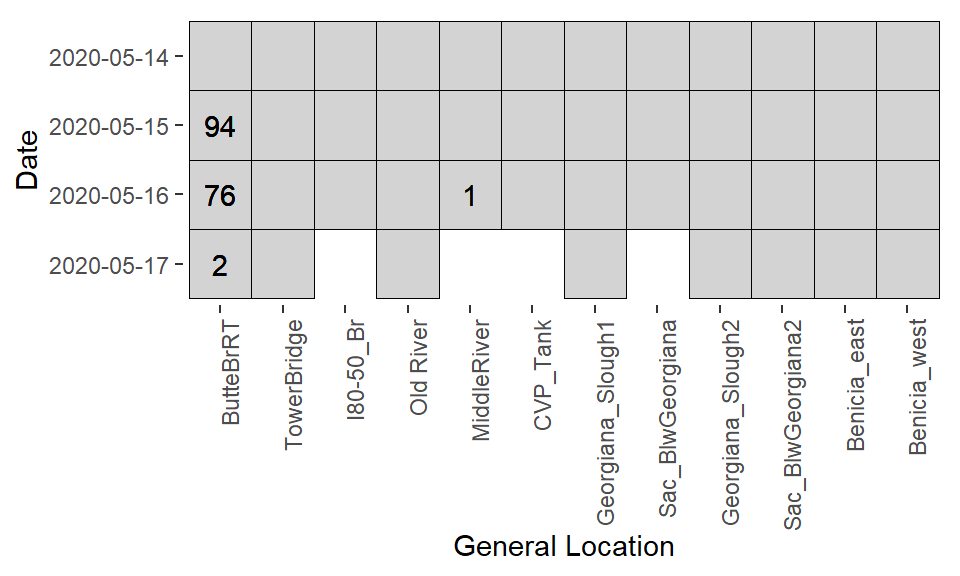 Date
2020-05-14
2020-05-15
94
2020-05-16
76
1
2020-05-17
2
ButteBrRT
TowerBridge
I80-50_Br
Old River
MiddleRiver
CVP_Tank
Georgiana_Slough1
Sac_BlwGeorgiana
Georgiana_Slough2
Sac_BlwGeorgiana2
Benicia_east
Benicia_west
General Location